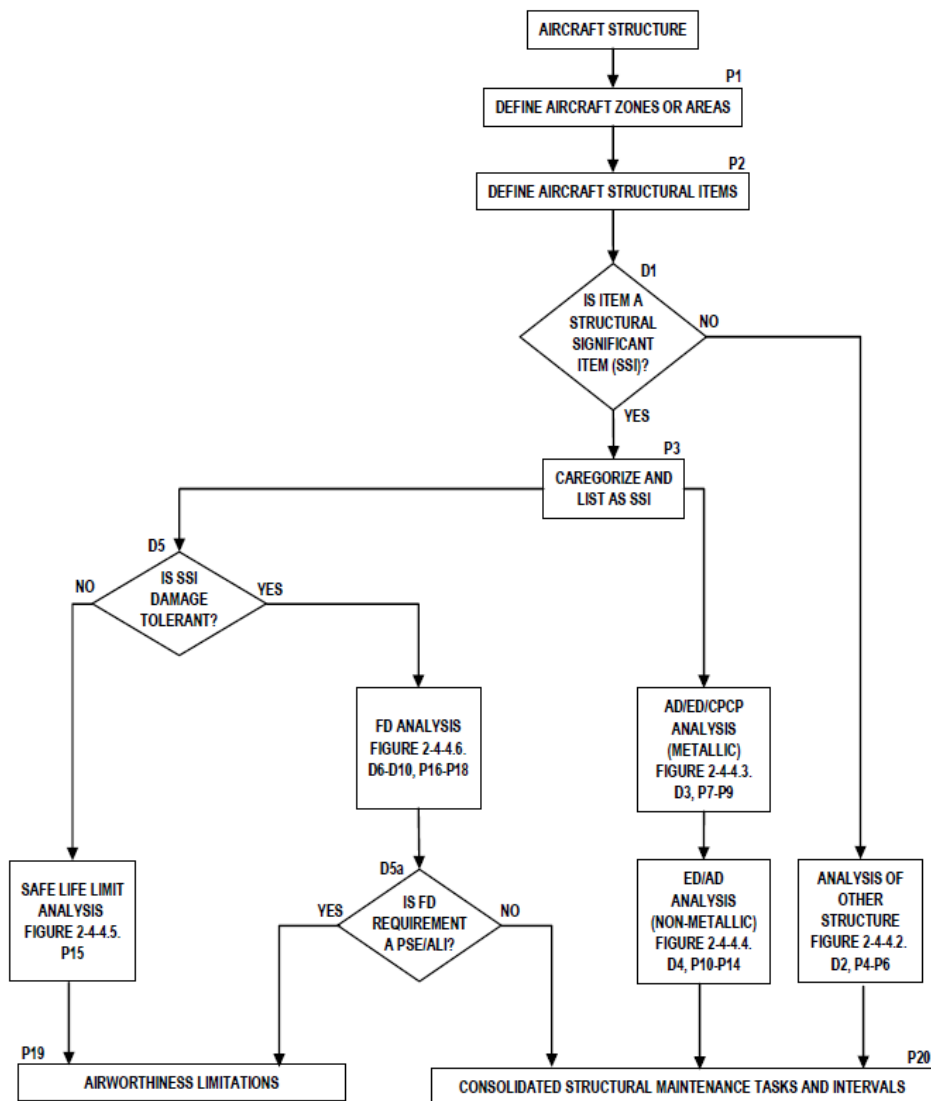 AIRCRAFT STRUCTURE
P1
DEFINE AIRCRAFT ZONES OR AREAS
P2
DEFINE AIRCRAFT STRUCTURAL ITEMS
D1
IS ITEM A
STRUCTURAL
SIGNIFICANT
ITEM (SSI)?
NO
YES
P3
CAREGORIZE AND
LIST AS SSI
D5
IS SSI
DAMAGE
TOLERANT?
NO
YES
FD ANALYSIS
FIGURE 2-4-4.6.
D6-D10, P16-P18
AD/ED/CPCP
ANALYSIS
(METALLIC)
FIGURE 2-4-4.3.
D3, P7-P9
SAFE LIFE LIMIT
ANALYSIS
FIGURE 2-4-4.5.
P15
D5a
IS FD
REQUIREMENT
A PSE/ALI?
YES
NO
ED/AD
ANALYSIS
(NON-METALLIC)
FIGURE 2-4-4.4.
D4, P10-P14
ANALYSIS OF
OTHER
STRUCTURE
FIGURE 2-4-4.2.
D2, P4-P6
P19
AIRWORTHINESS LIMITATIONS
P20
CONSOLIDATED STRUCTURAL MAINTENANCE TASKS AND INTERVALS